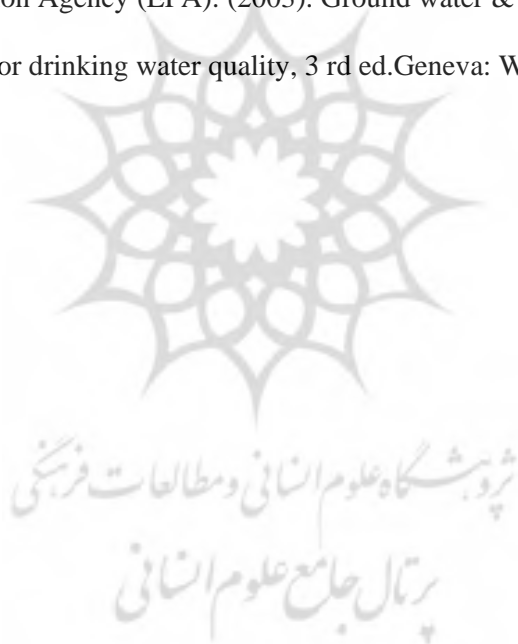 on Agency (EPA). (2003). Ground water &
or drinking water quality, 3 rd ed.Geneva: W
پژوهشگاه علوم انسانی و مطالعات فرهنگی
پرتال جامع علوم انسانی